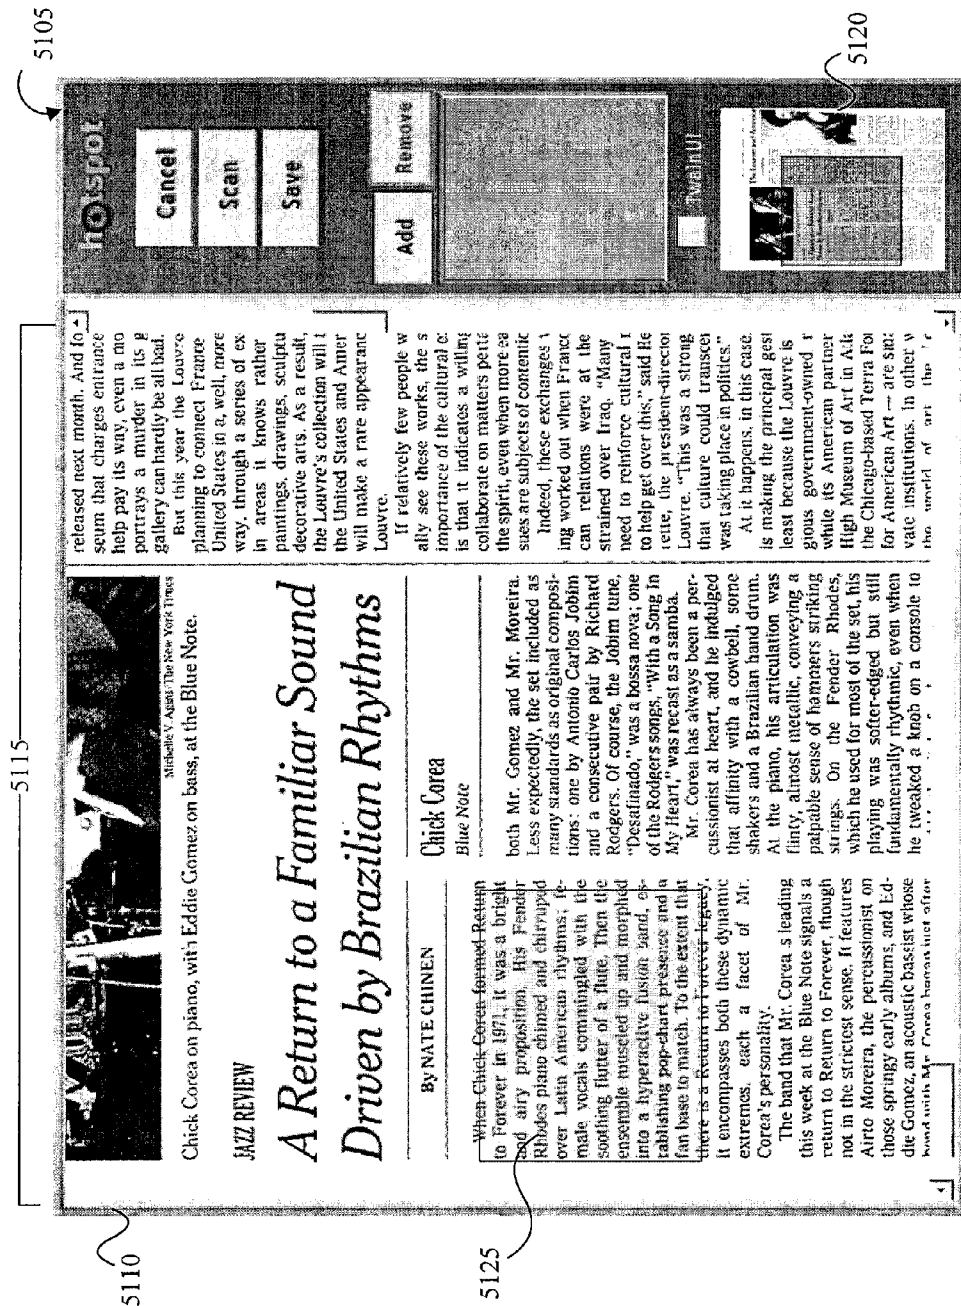 5105
5110
5115
5120
5125
hotspot
Cancel
Scan
Save
Add
Remove
TwainUI
Chick Corea on piano, with Eddie Gomez on bass, at the Blue Note.
JAZZ REVIEW
A Return to a Familiar Sound
Driven by Brazilian Rhythms
By NATE CHINEN
When Chick Corea formed Return
to Forever in 1971, it was a bright
and airy proposition. His Fender
Rhodes piano chimed and chirruped
over Latin American rhythms; fe-
male vocals commingled with the
soothing flutter of a flute. Then the
ensemble muscled up and morphed
into a hyperactive fusion band, es-
tablishing pop-chart presence and a
fan base to match. To the extent that
there is a Return to Forever legacy,
it encompasses both these dynamic
extremes, each a facet of Mr.
Corea's personality.
The band that Mr. Corea s leading
this week at the Blue Note signals a
return to Return to Forever, though
not in the strictest sense. It features
Airto Moreira, the percussionist on
those springy early albums, and Ed-
die Gomez, an acoustic bassist whose
Chick Corea
Blue Note
both Mr. Gomez and Mr. Moreira.
Less expectedly, the set included as
many standards as original composi-
tions: one by Antonio Carlos Jobim
and a consecutive pair by Richard
Rodgers. Of course, the Jobim tune,
"Desafinado," was a bossa nova; one
of the Rodgers songs, "With a Song in
My Heart," was recast as a samba.
Mr. Corea has always been a per-
cussionist at heart, and he indulged
that affinity with a cowbell, some
shakers and a Brazilian hand drum.
At the piano, his articulation was
flinty, almost metallic, conveying a
palpable sense of hammers striking
strings. On the Fender Rhodes,
which he used for most of the set, his
playing was softer-edged but still
fundamentally rhythmic, even when
he tweaked a knob on a console to
released next month. And fo
seum that charges entrance
help pay its way, even a mo
portrays a murder in its g
gallery can hardly be all bad.
But this year the Louvre
planning to connect France
United States in a, well, more
way, through a series of ex
in areas it knows rather
paintings, drawings, sculptu
decorative arts. As a result,
the Louvre's collection will t
the United States and Amer
will make a rare appearanc
Louvre.
If relatively few people w
ally see these works, the s
importance of the cultural e
is that it indicates a willing
collaborate on matters perta
the spirit, even when more ea
sues are subjects of contentio
Indeed, these exchanges
ing worked out when Franc
can relations were at the
strained over Iraq. "Many
need to reinforce cultural r
to help get over this," said
rette, the president-director
Louvre. "This was a strong
that culture could transcen
was taking place in politics."
At it happens, in this case,
is making the principal gest
least because the Louvre is
gious government-owned
while its American partner
High Museum of Art in Atla
the Chicago-based Terra Fou
for American Art — are sma
vate institutions. In other w
the world of art the